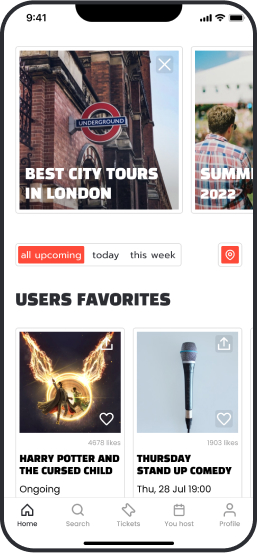 9:41
UNDERGROUND
BEST CITY TOURS
IN LONDON
SUMM
2022
all upcoming today this week
USERS FAVORITES
4678 likes
HARRY POTTER AND
THE CURSED CHILD
Ongoing
1903 likes
THURSDAY
STAND UP COMEDY
Thu, 28 Jul 19:00
Home Search Tickets You host Profile